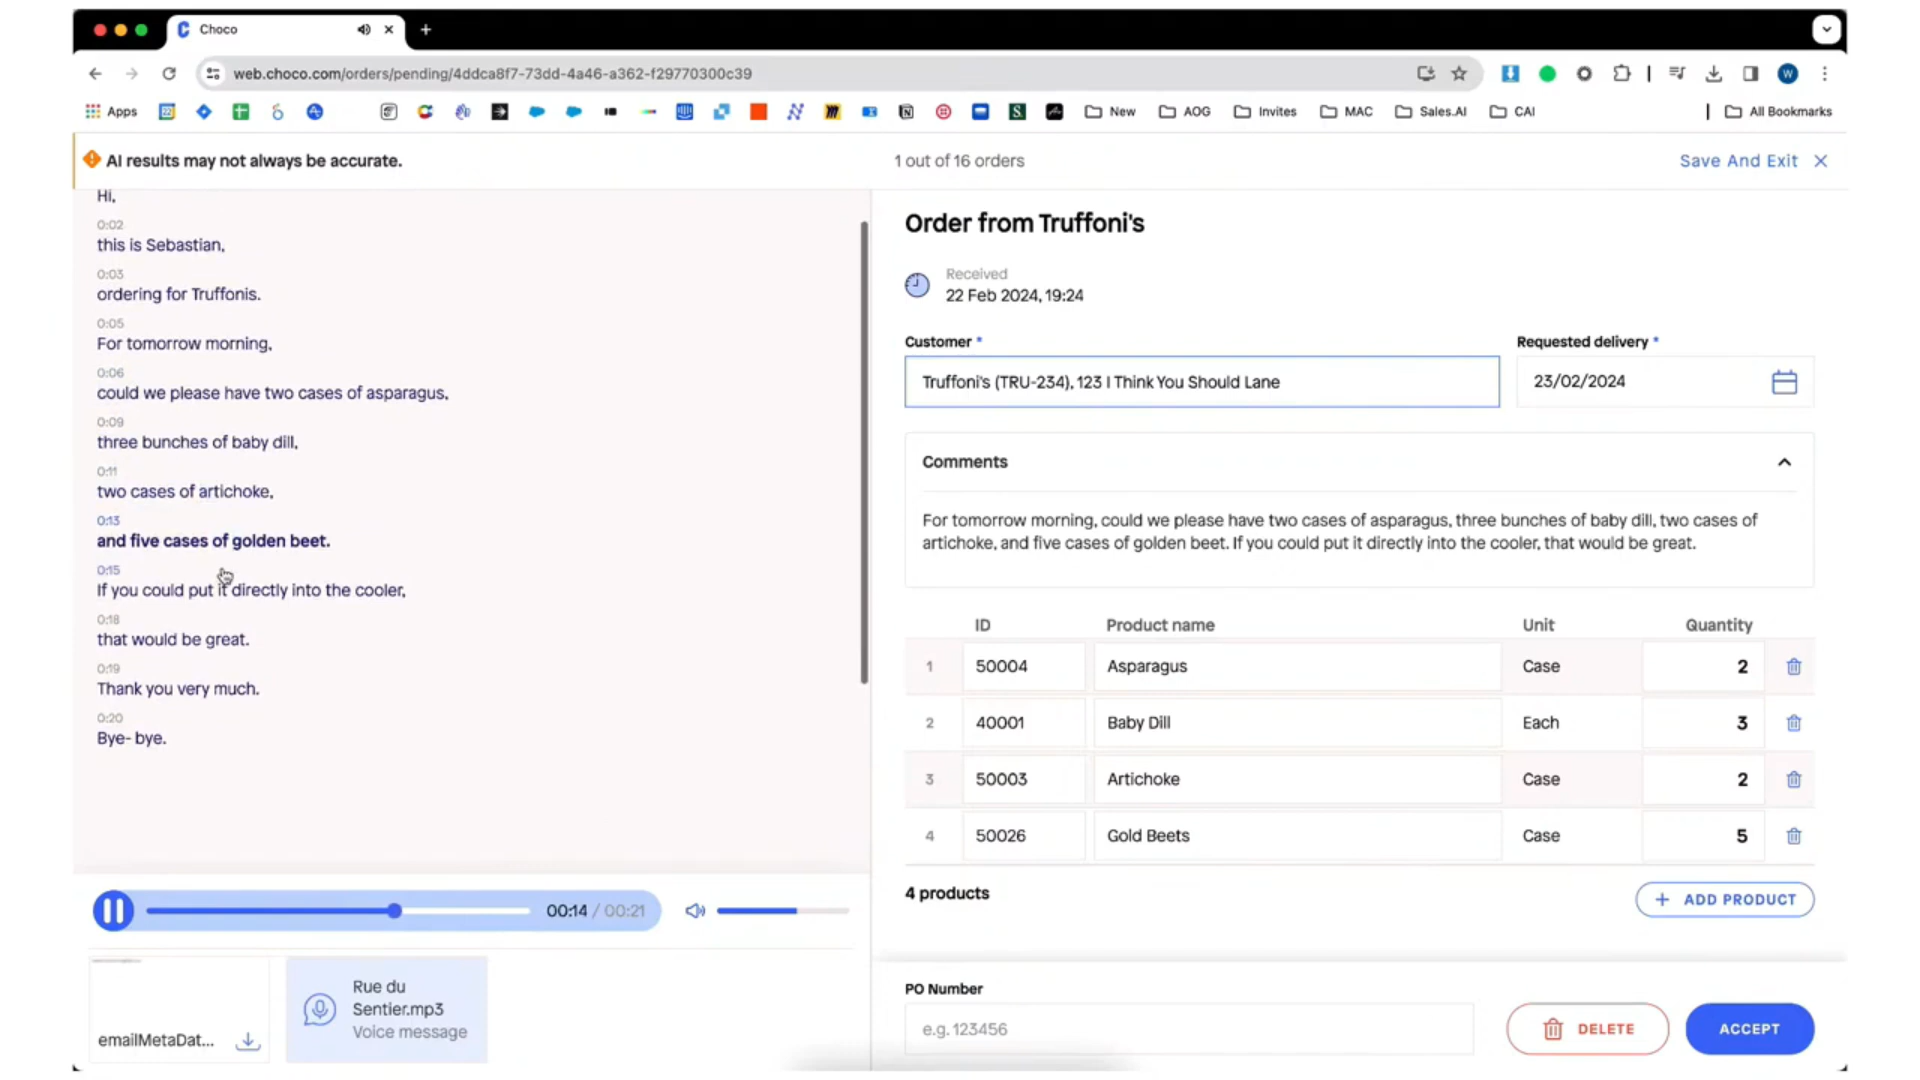 Choco
web.choco.com/orders/pending/4ddca8f7-73dd-4a46-a362-f29770300c39
Apps
New
AOG
Invites
MAC
Sales.AI
CAI
All Bookmarks
AI results may not always be accurate.
1 out of 16 orders
Save And Exit
Hi,
0:02
this is Sebastian,
0:03
ordering for Truffonis.
0:05
For tomorrow morning,
0:06
could we please have two cases of asparagus,
0:09
three bunches of baby dill,
0:11
two cases of artichoke,
0:13
and five cases of golden beet.
0:15
If you could put it directly into the cooler,
0:18
that would be great.
0:19
Thank you very much.
0:20
Bye- bye.
00:14 / 00:21
emailMetaDat...
Rue du
Sentier.mp3
Voice message
Order from Truffoni's
Received
22 Feb 2024, 19:24
Customer *
Requested delivery *
Truffoni's (TRU-234), 123 I Think You Should Lane
23/02/2024
Comments
For tomorrow morning, could we please have two cases of asparagus, three bunches of baby dill, two cases of
artichoke, and five cases of golden beet. If you could put it directly into the cooler, that would be great.
ID Product name Unit Quantity
1 50004 Asparagus Case 2
2 40001 Baby Dill Each 3
3 50003 Artichoke Case 2
4 50026 Gold Beets Case 5
4 products
+ ADD PRODUCT
PO Number
e.g. 123456
DELETE
ACCEPT